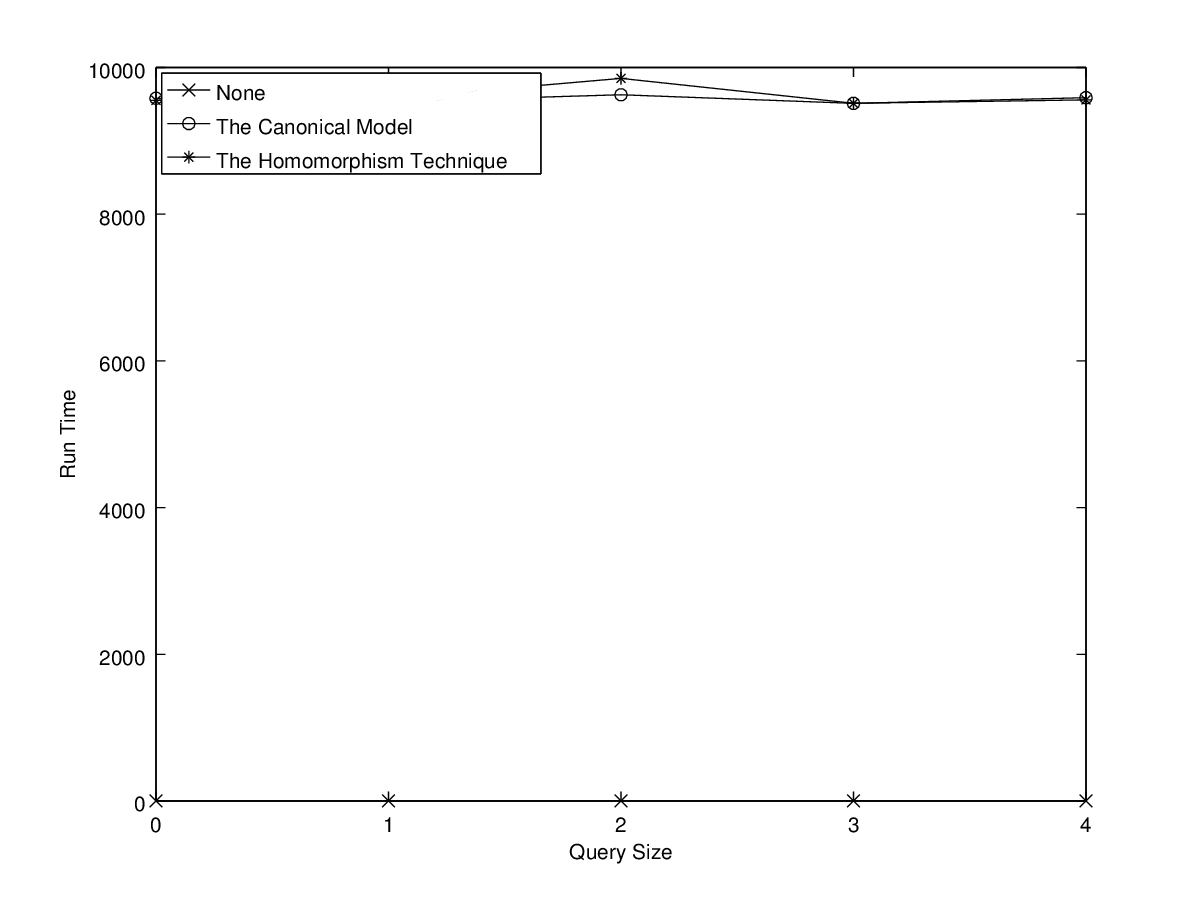 10000
8000
6000
4000
2000
0
Run Time
None
The Canonical Model
The Homomorphism Technique
0 1 2 3 4
Query Size